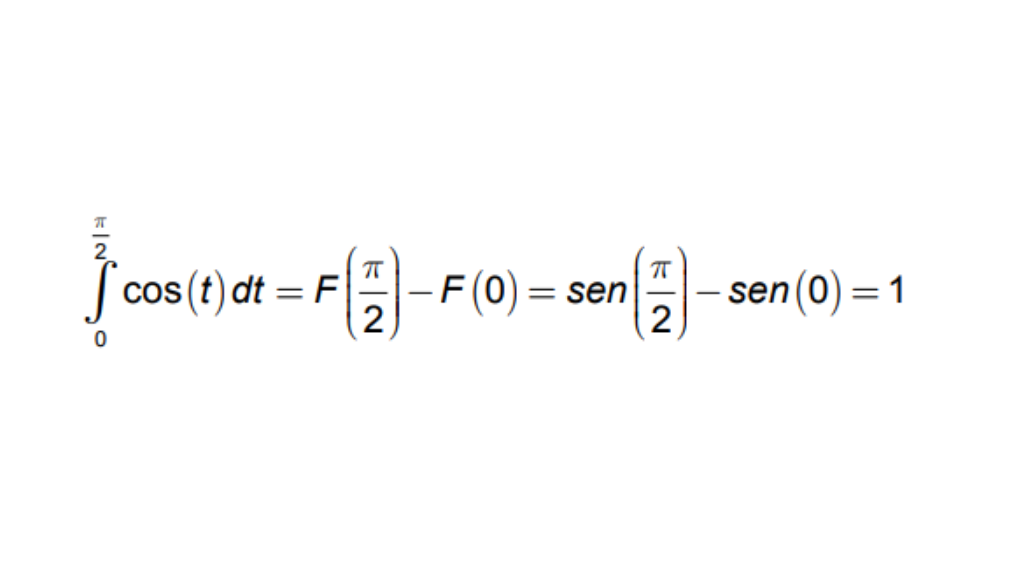 ∫₀^(π/2) cos(t) dt = F(π/2) – F(0) = sen(π/2) – sen(0) = 1